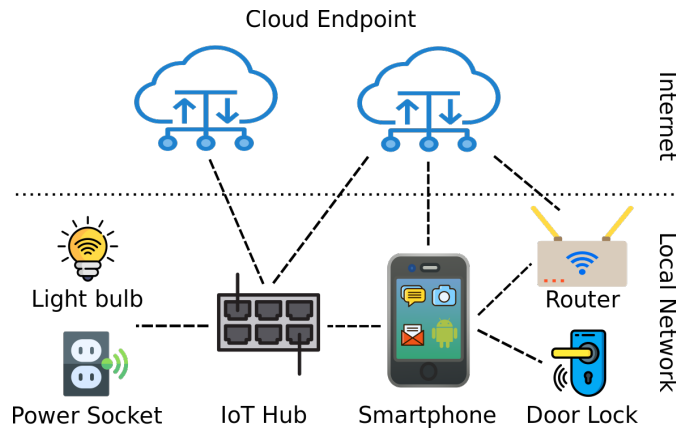 Cloud Endpoint
Internet
Light bulb
Router
Local Network
Power Socket
IoT Hub
Smartphone
Door Lock